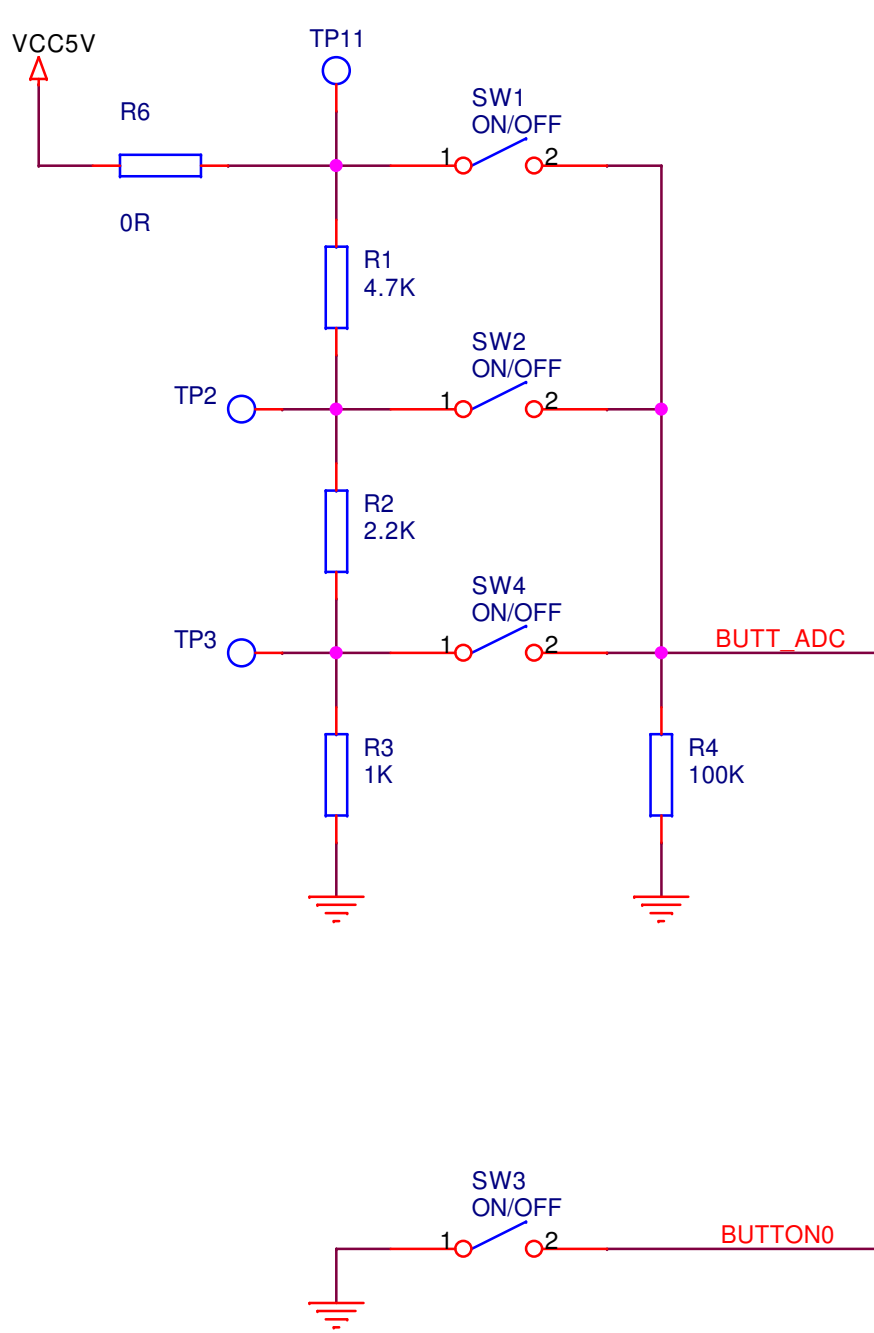 VCC5V
TP11
R6
0R
SW1
ON/OFF
1
2
R1
4.7K
SW2
ON/OFF
TP2
1
2
R2
2.2K
SW4
ON/OFF
TP3
1
2
BUTT_ADC
R3
1K
R4
100K
SW3
ON/OFF
1
2
BUTTON0